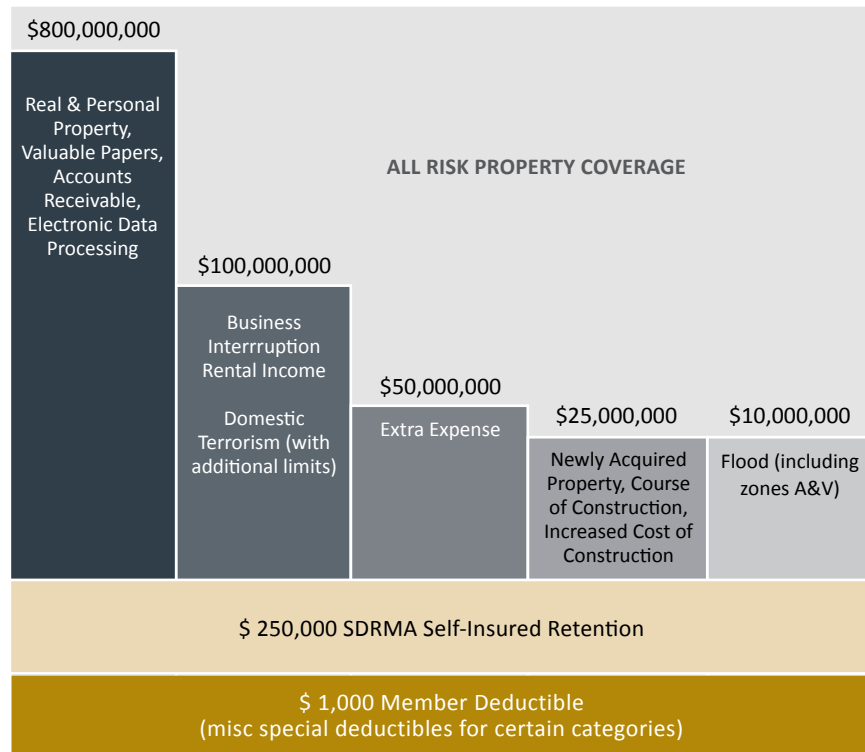 $800,000,000
Real & Personal
Property,
Valuable Papers,
Accounts
Receivable,
Electronic Data
Processing
ALL RISK PROPERTY COVERAGE
$100,000,000
Business
Interrruption
Rental Income
Domestic
Terrorism (with
additional limits)
$50,000,000
Extra Expense
$25,000,000
Newly Acquired
Property, Course
of Construction,
Increased Cost of
Construction
$10,000,000
Flood (including
zones A&V)
$ 250,000 SDRMA Self-Insured Retention
$ 1,000 Member Deductible
(misc special deductibles for certain categories)